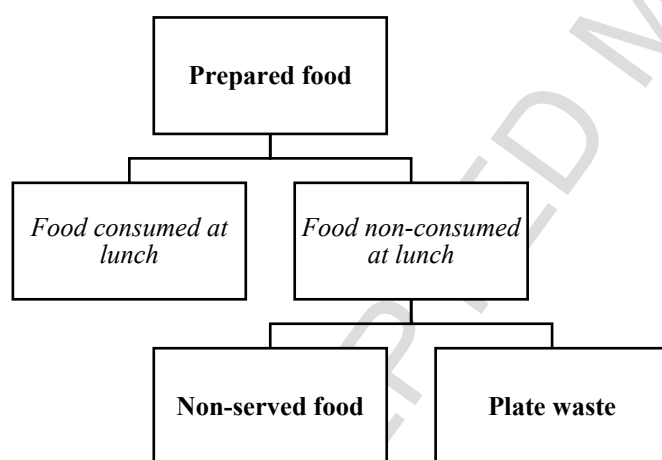 Prepared food
Food consumed at
lunch
Food non-consumed
at lunch
Non-served food
Plate waste